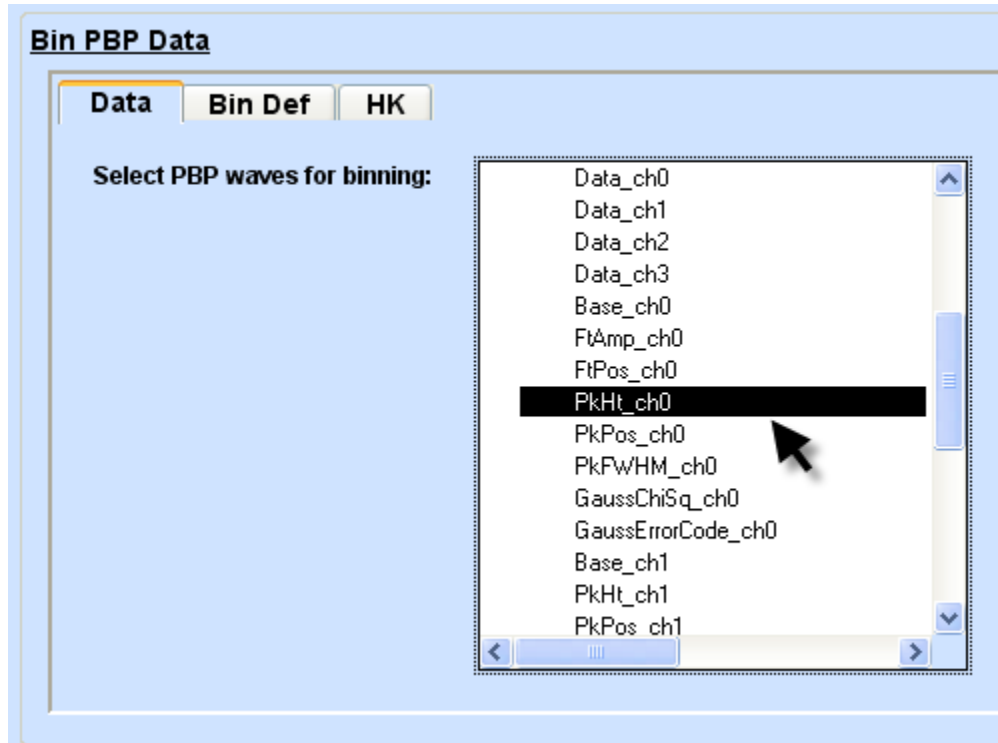 Bin PBP Data
Data Bin Def HK
Select PBP waves for binning:
Data_ch0
Data_ch1
Data_ch2
Data_ch3
Base_ch0
FtAmp_ch0
FtPos_ch0
PkHt_ch0
PkPos_ch0
PkFWHM_ch0
GaussChiSq_ch0
GaussErrorCode_ch0
Base_ch1
PkHt_ch1
PkPos_ch1